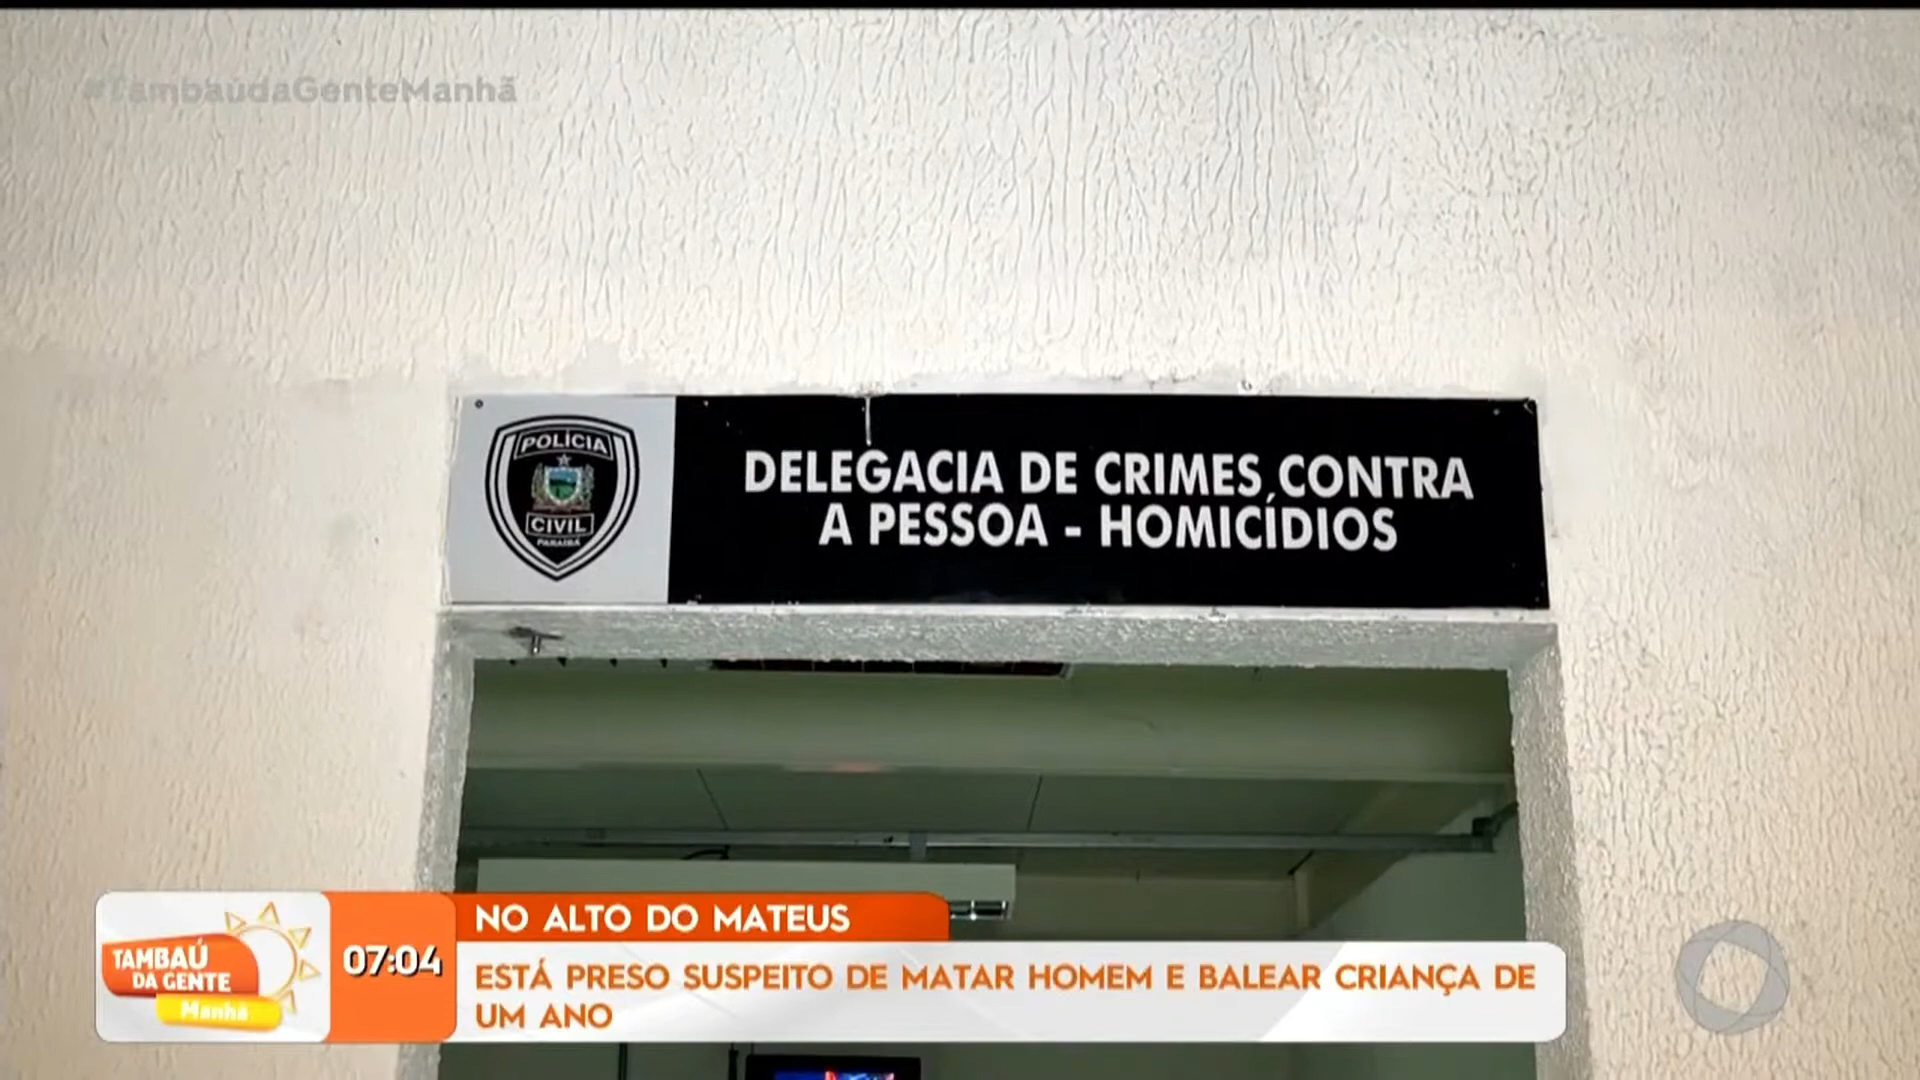 #TambaúdaGenteManhã
POLÍCIA
CIVIL
PARAÍBA
DELEGACIA DE CRIMES CONTRA
A PESSOA - HOMICÍDIOS
NO ALTO DO MATEUS
TAMBAÚ
DA GENTE
Manhã
07:04
ESTÁ PRESO SUSPEITO DE MATAR HOMEM E BALEAR CRIANÇA DE
UM ANO